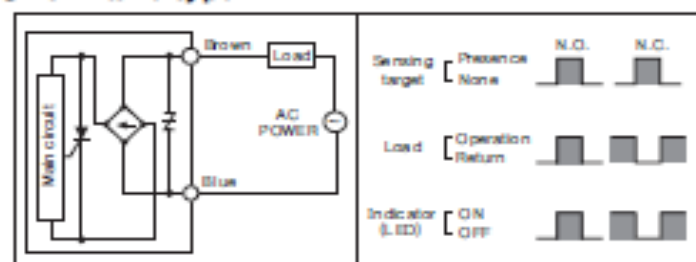 Main circuit
Brown
Load
AC
POWER
Blue
N.O. N.C.
Sensing target Presence
None
Load Operation
Return
Indicator (LED) ON
OFF